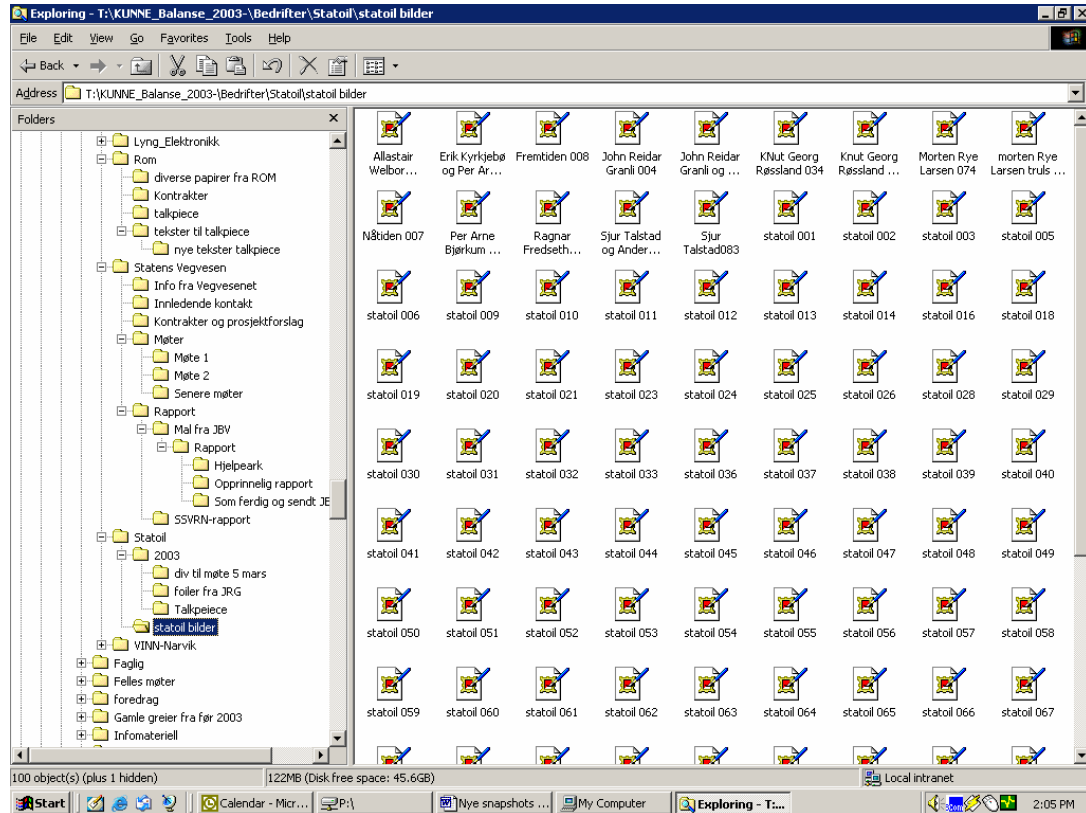 Exploring - T:\KUNNE_Balanse_2003-\Bedrifter\Statoil\statoil bilder
File Edit View Go Favorites Tools Help
Back
Address T:\KUNNE_Balanse_2003-\Bedrifter\Statoil\statoil bilder
Folders
Lyng_Elektronikk
Rom
diverse papirer fra ROM
Kontrakter
talkpiece
tekster til talkpiece
nye tekster talkpiece
Statens Vegvesen
Info fra Vegvesenet
Innledende kontakt
Kontrakter og prosjektforslag
Møter
Møte 1
Møte 2
Senere møter
Rapport
Mal fra JBV
Rapport
Hjelpeark
Opprinnelig rapport
Som ferdig og sendt JE
SSVRN-rapport
Statoil
2003
div til møte 5 mars
foiler fra JRG
Talkpeiece
statoil bilder
VINN-Narvik
Faglig
Felles møter
foredrag
Gamle greier fra før 2003
Infomateriell
Allastair Welbor...
Erik Kyrkjebø og Per Ar...
Fremtiden 008
John Reidar Granli 004
John Reidar Granli og ...
KNut Georg Røssland 034
Knut Georg Røssland ...
Morten Rye Larsen 074
morten Rye Larsen truls ...
Nåtiden 007
Per Arne Bjørkum ...
Ragnar Fredseth...
Sjur Talstad og Ander...
Sjur Talstad083
statoil 001 statoil 002 statoil 003 statoil 005
statoil 006 statoil 009 statoil 010 statoil 011 statoil 012 statoil 013 statoil 014 statoil 016 statoil 018
statoil 019 statoil 020 statoil 021 statoil 023 statoil 024 statoil 025 statoil 026 statoil 028 statoil 029
statoil 030 statoil 031 statoil 032 statoil 033 statoil 036 statoil 037 statoil 038 statoil 039 statoil 040
statoil 041 statoil 042 statoil 043 statoil 044 statoil 045 statoil 046 statoil 047 statoil 048 statoil 049
statoil 050 statoil 051 statoil 052 statoil 053 statoil 054 statoil 055 statoil 056 statoil 057 statoil 058
statoil 059 statoil 060 statoil 061 statoil 062 statoil 063 statoil 064 statoil 065 statoil 066 statoil 067
100 object(s) (plus 1 hidden) 122MB (Disk free space: 45.6GB) Local intranet
Start Calendar - Micr... P:\ Nye snapshots ... My Computer Exploring - T:... 2:05 PM